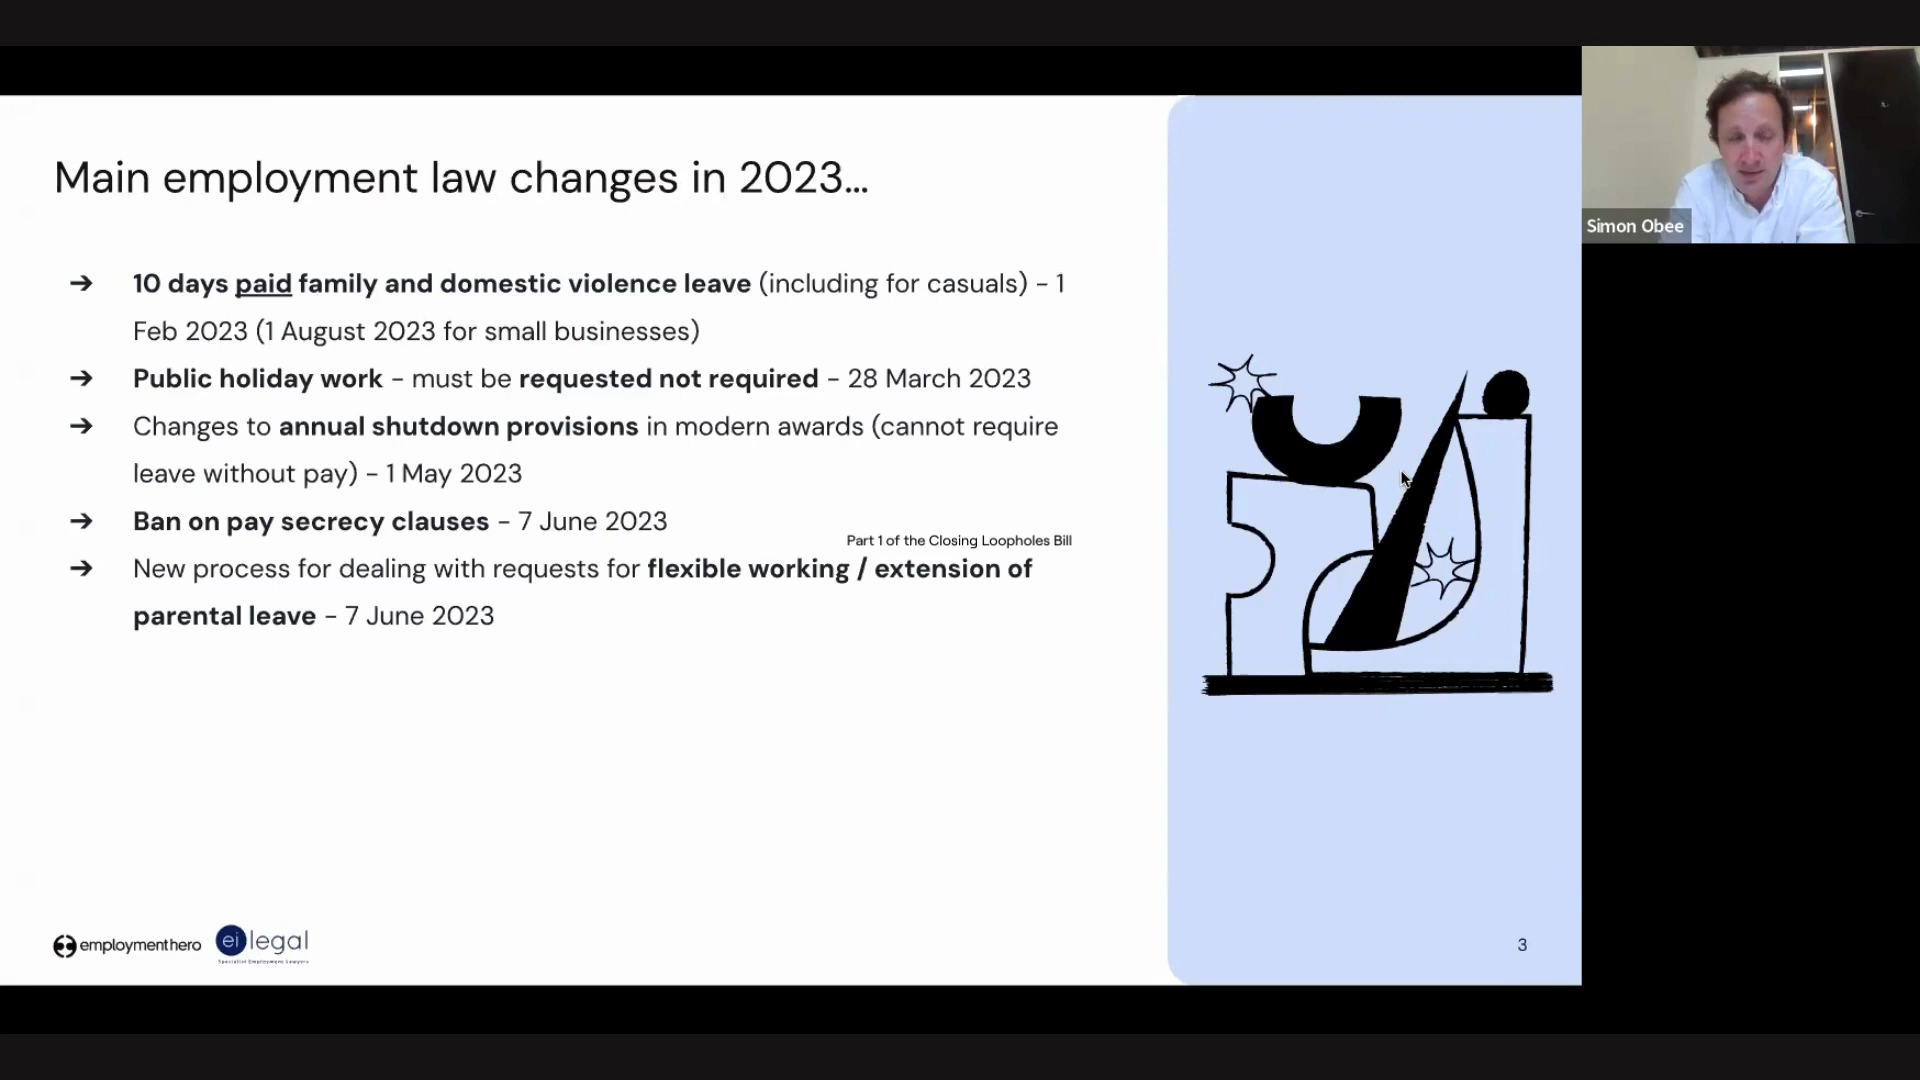 Main employment law changes in 2023...
➔ 10 days paid family and domestic violence leave (including for casuals) - 1
Feb 2023 (1 August 2023 for small businesses)
➔ Public holiday work - must be requested not required - 28 March 2023
➔ Changes to annual shutdown provisions in modern awards (cannot require
leave without pay) - 1 May 2023
➔ Ban on pay secrecy clauses - 7 June 2023
Part 1 of the Closing Loopholes Bill
➔ New process for dealing with requests for flexible working / extension of
parental leave - 7 June 2023
employmenthero
ei legal
Specialist Employment Lawyers
3
Simon Obee